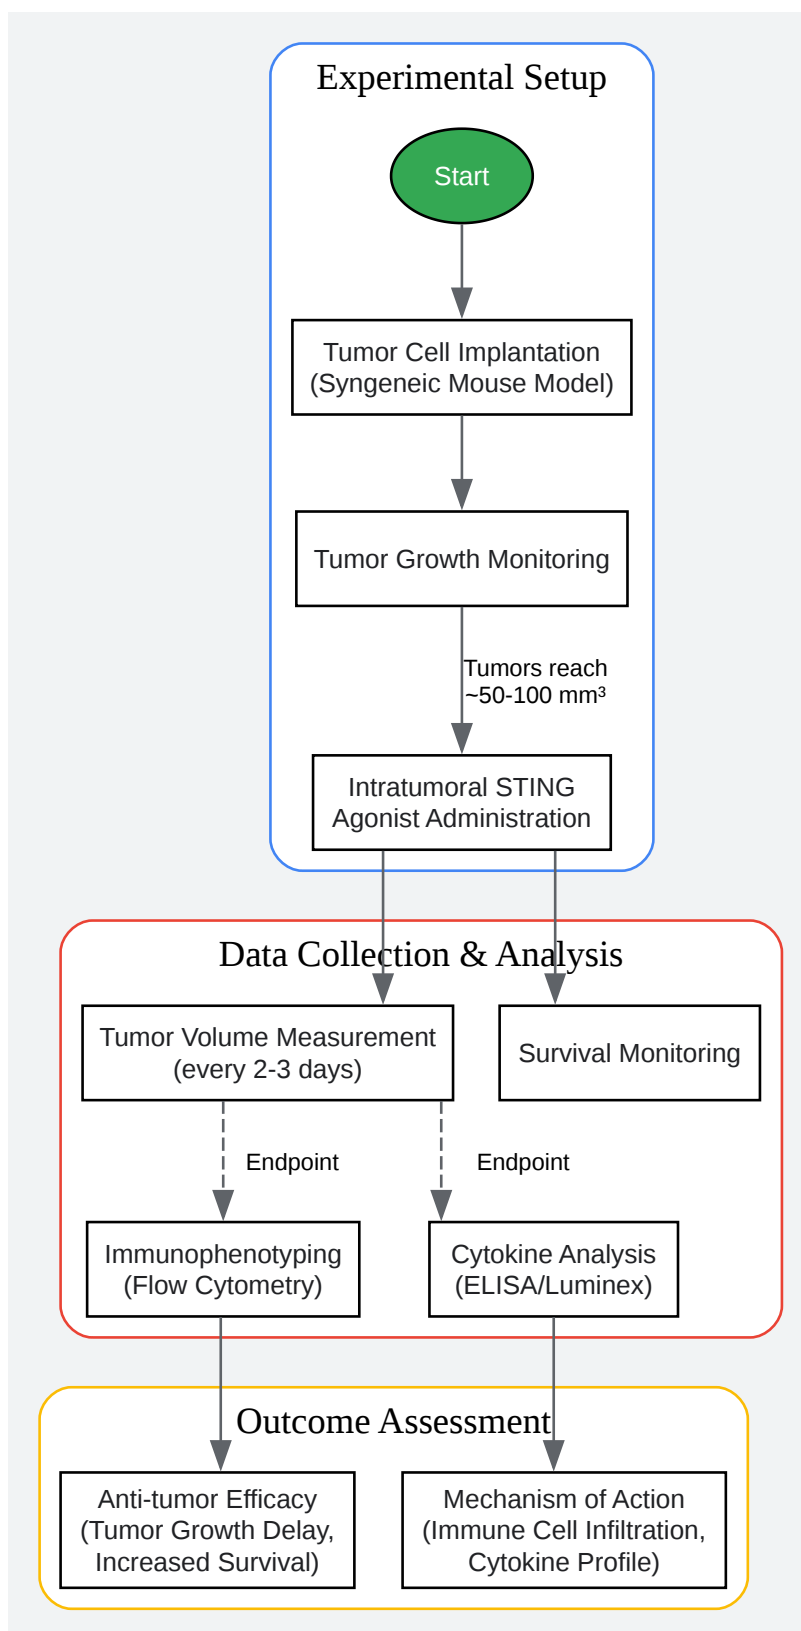 Experimental Setup
Start
Tumor Cell Implantation
(Syngeneic Mouse Model)
Tumor Growth Monitoring
Tumors reach
~50-100 mm³
Intratumoral STING
Agonist Administration
Data Collection & Analysis
Tumor Volume Measurement
(every 2-3 days)
Survival Monitoring
Endpoint
Endpoint
Immunophenotyping
(Flow Cytometry)
Cytokine Analysis
(ELISA/Luminex)
Outcome Assessment
Anti-tumor Efficacy
(Tumor Growth Delay,
Increased Survival)
Mechanism of Action
(Immune Cell Infiltration,
Cytokine Profile)